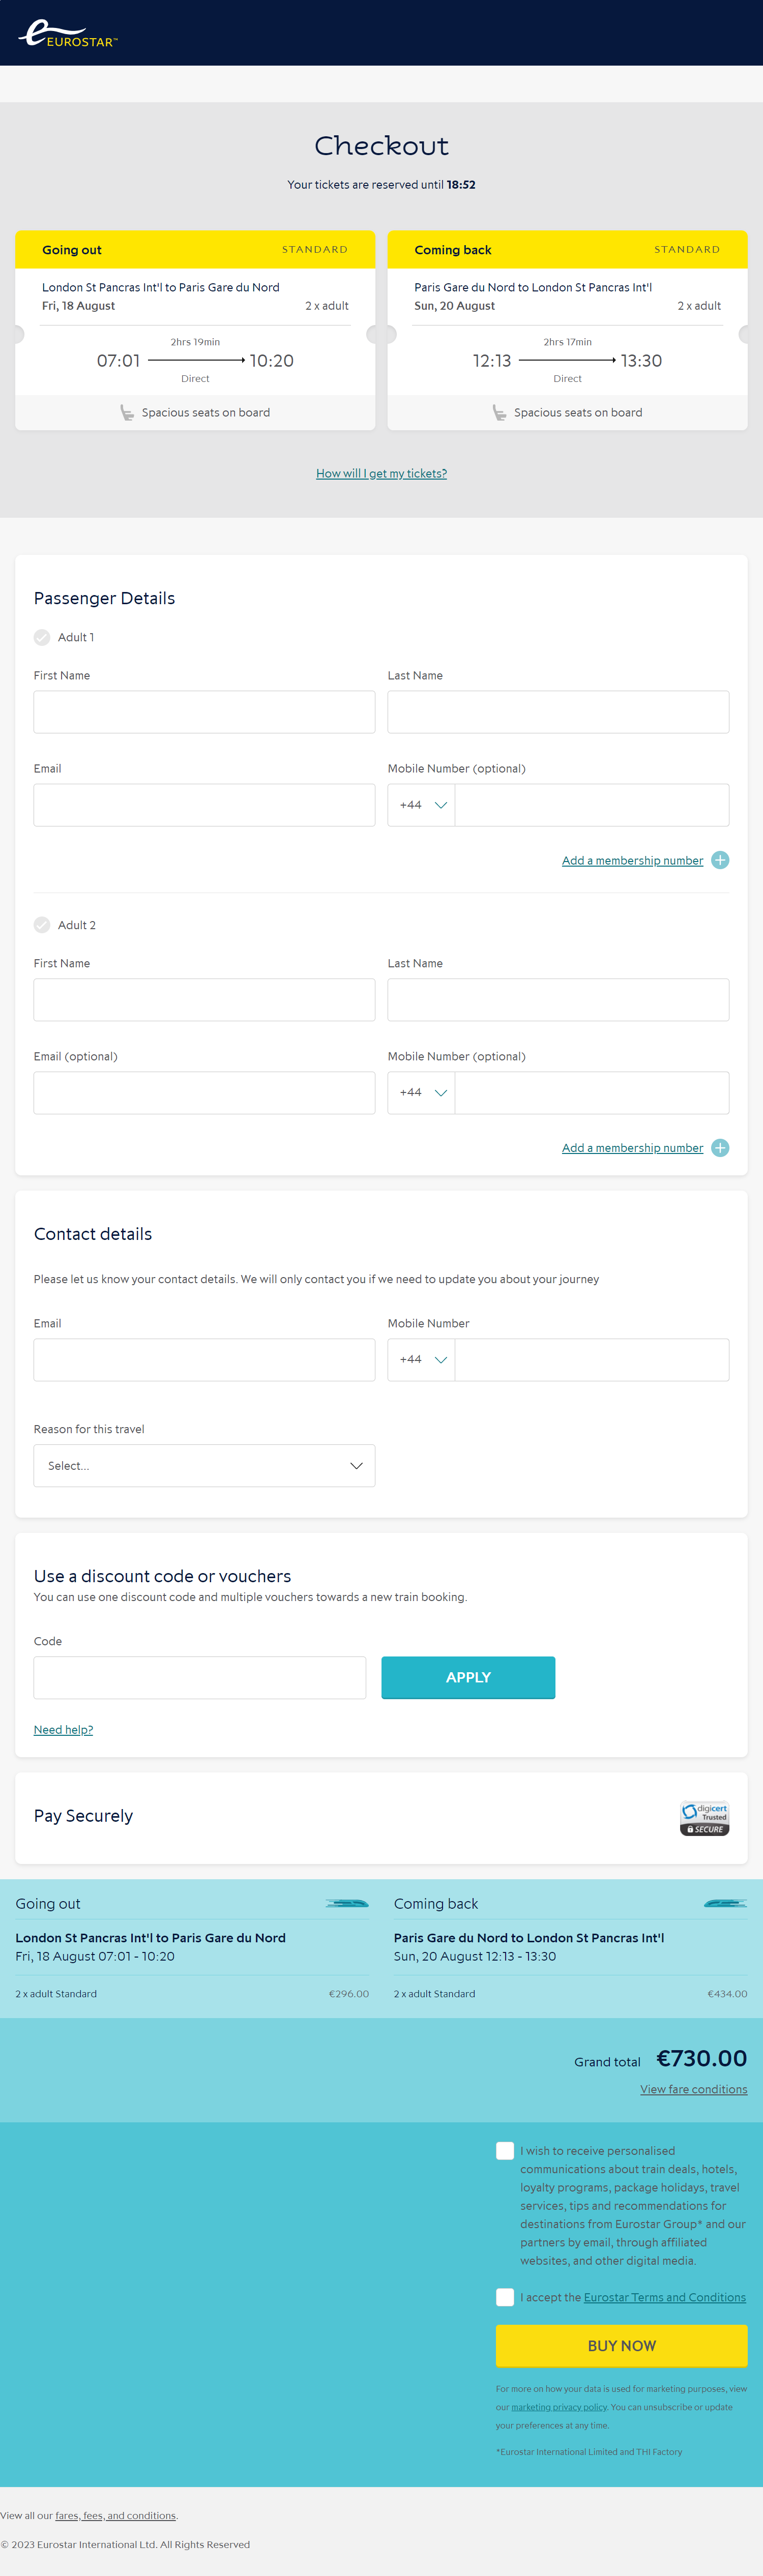 EUROSTAR™
Checkout
Your tickets are reserved until 18:52
Going out
STANDARD
London St Pancras Int'l to Paris Gare du Nord
Fri, 18 August
2 x adult
2hrs 19min
07:01
10:20
Direct
Spacious seats on board
Coming back
STANDARD
Paris Gare du Nord to London St Pancras Int'l
Sun, 20 August
2 x adult
2hrs 17min
12:13
13:30
Direct
Spacious seats on board
How will I get my tickets?
Passenger Details
Adult 1
First Name
Last Name
Email
Mobile Number (optional)
+44
Add a membership number
Adult 2
First Name
Last Name
Email (optional)
Mobile Number (optional)
+44
Add a membership number
Contact details
Please let us know your contact details. We will only contact you if we need to update you about your journey
Email
Mobile Number
+44
Reason for this travel
Select...
Use a discount code or vouchers
You can use one discount code and multiple vouchers towards a new train booking.
Code
APPLY
Need help?
Pay Securely
digicert
Trusted
SECURE
Going out
London St Pancras Int'l to Paris Gare du Nord
Fri, 18 August 07:01 - 10:20
2 x adult Standard
€296.00
Coming back
Paris Gare du Nord to London St Pancras Int'l
Sun, 20 August 12:13 - 13:30
2 x adult Standard
€434.00
Grand total €730.00
View fare conditions
I wish to receive personalised
communications about train deals, hotels,
loyalty programs, package holidays, travel
services, tips and recommendations for
destinations from Eurostar Group* and our
partners by email, through affiliated
websites, and other digital media.
I accept the Eurostar Terms and Conditions
BUY NOW
For more on how your data is used for marketing purposes, view
our marketing privacy policy. You can unsubscribe or update
your preferences at any time.
*Eurostar International Limited and THI Factory
View all our fares, fees, and conditions.
© 2023 Eurostar International Ltd. All Rights Reserved